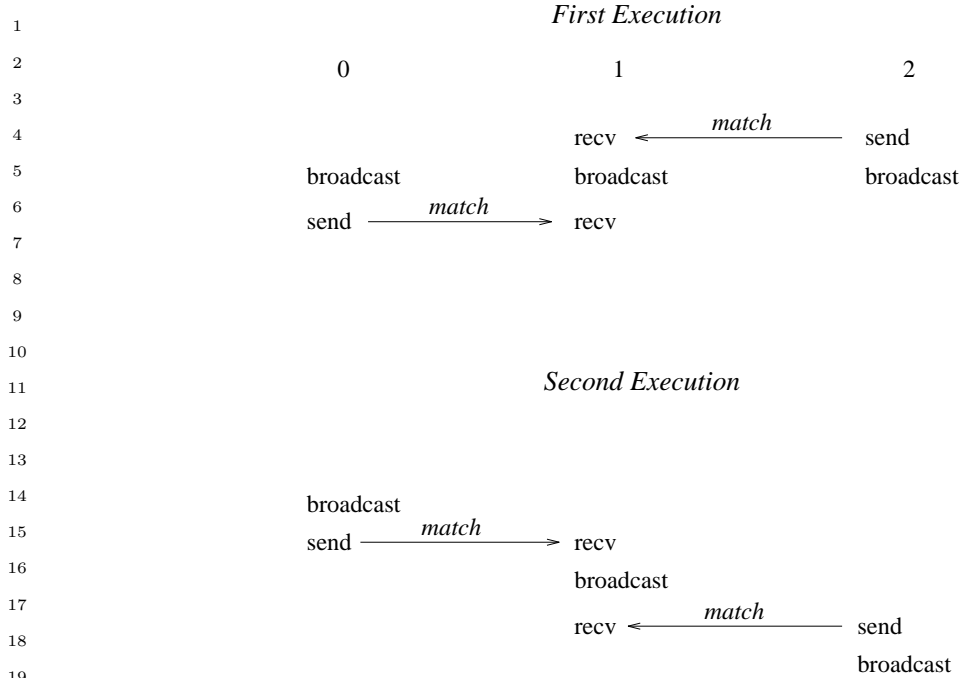 First Execution
1
2 0 1 2
3
4 recv match send
5 broadcast broadcast broadcast
6 send match recv
7
8
9
10
11 Second Execution
12
13
14 broadcast
15 send match recv
16 broadcast
17 match
18 recv send
19 broadcast